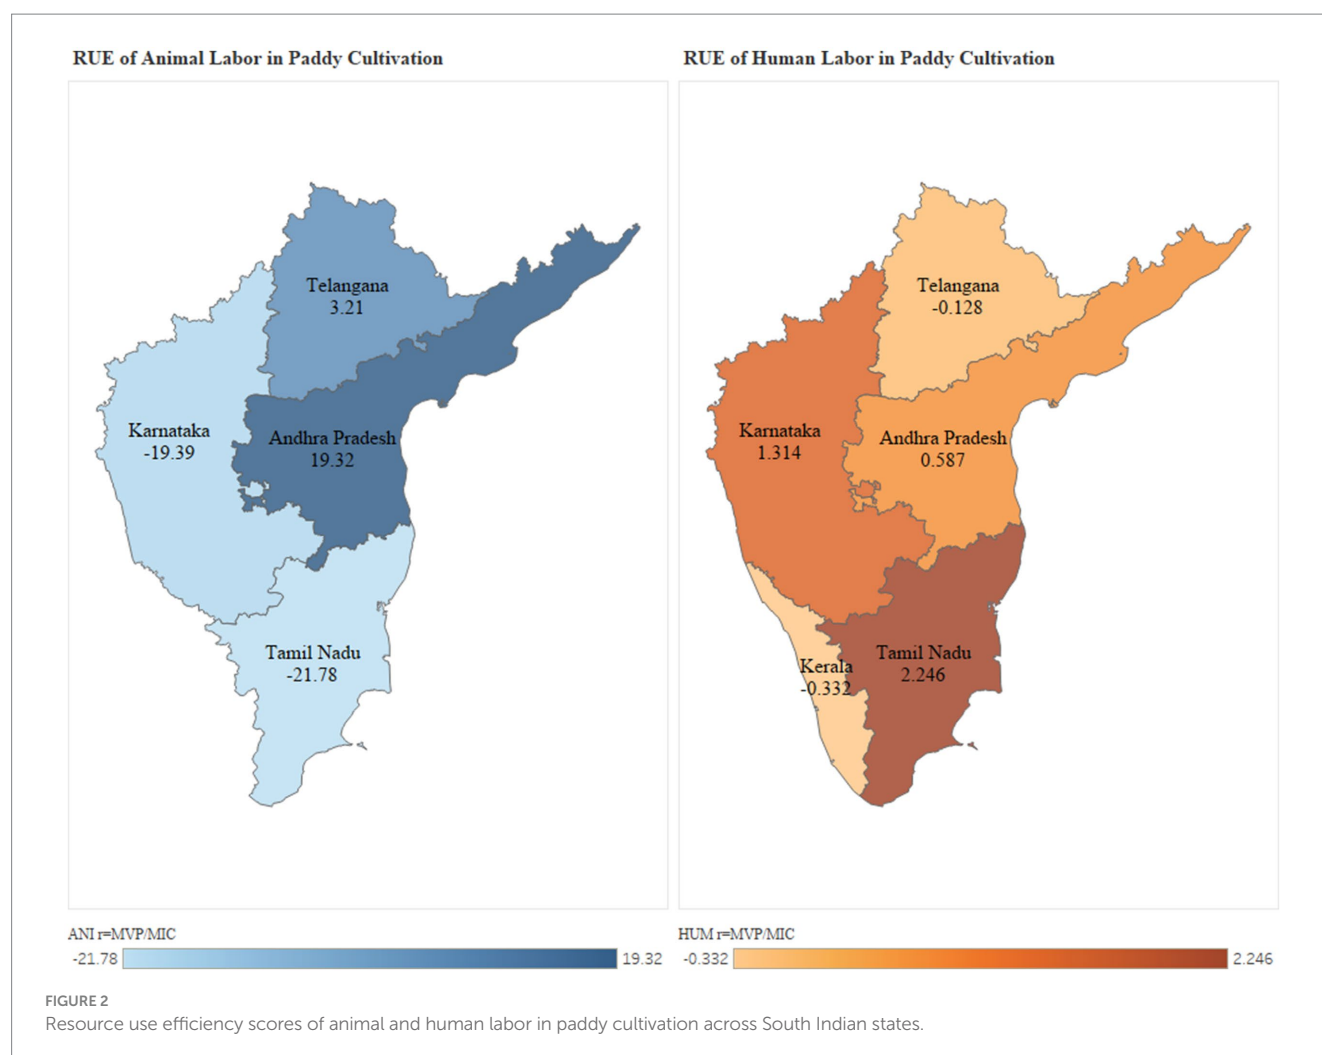 RUE of Animal Labor in Paddy Cultivation
Telangana
3.21
Karnataka
-19.39
Andhra Pradesh
19.32
Tamil Nadu
-21.78
ANI r=MVP/MIC
-21.78
19.32
RUE of Human Labor in Paddy Cultivation
Telangana
-0.128
Karnataka
1.314
Andhra Pradesh
0.587
Kerala
-0.332
Tamil Nadu
2.246
HUM r=MVP/MIC
-0.332
2.246
FIGURE 2
Resource use efficiency scores of animal and human labor in paddy cultivation across South Indian states.